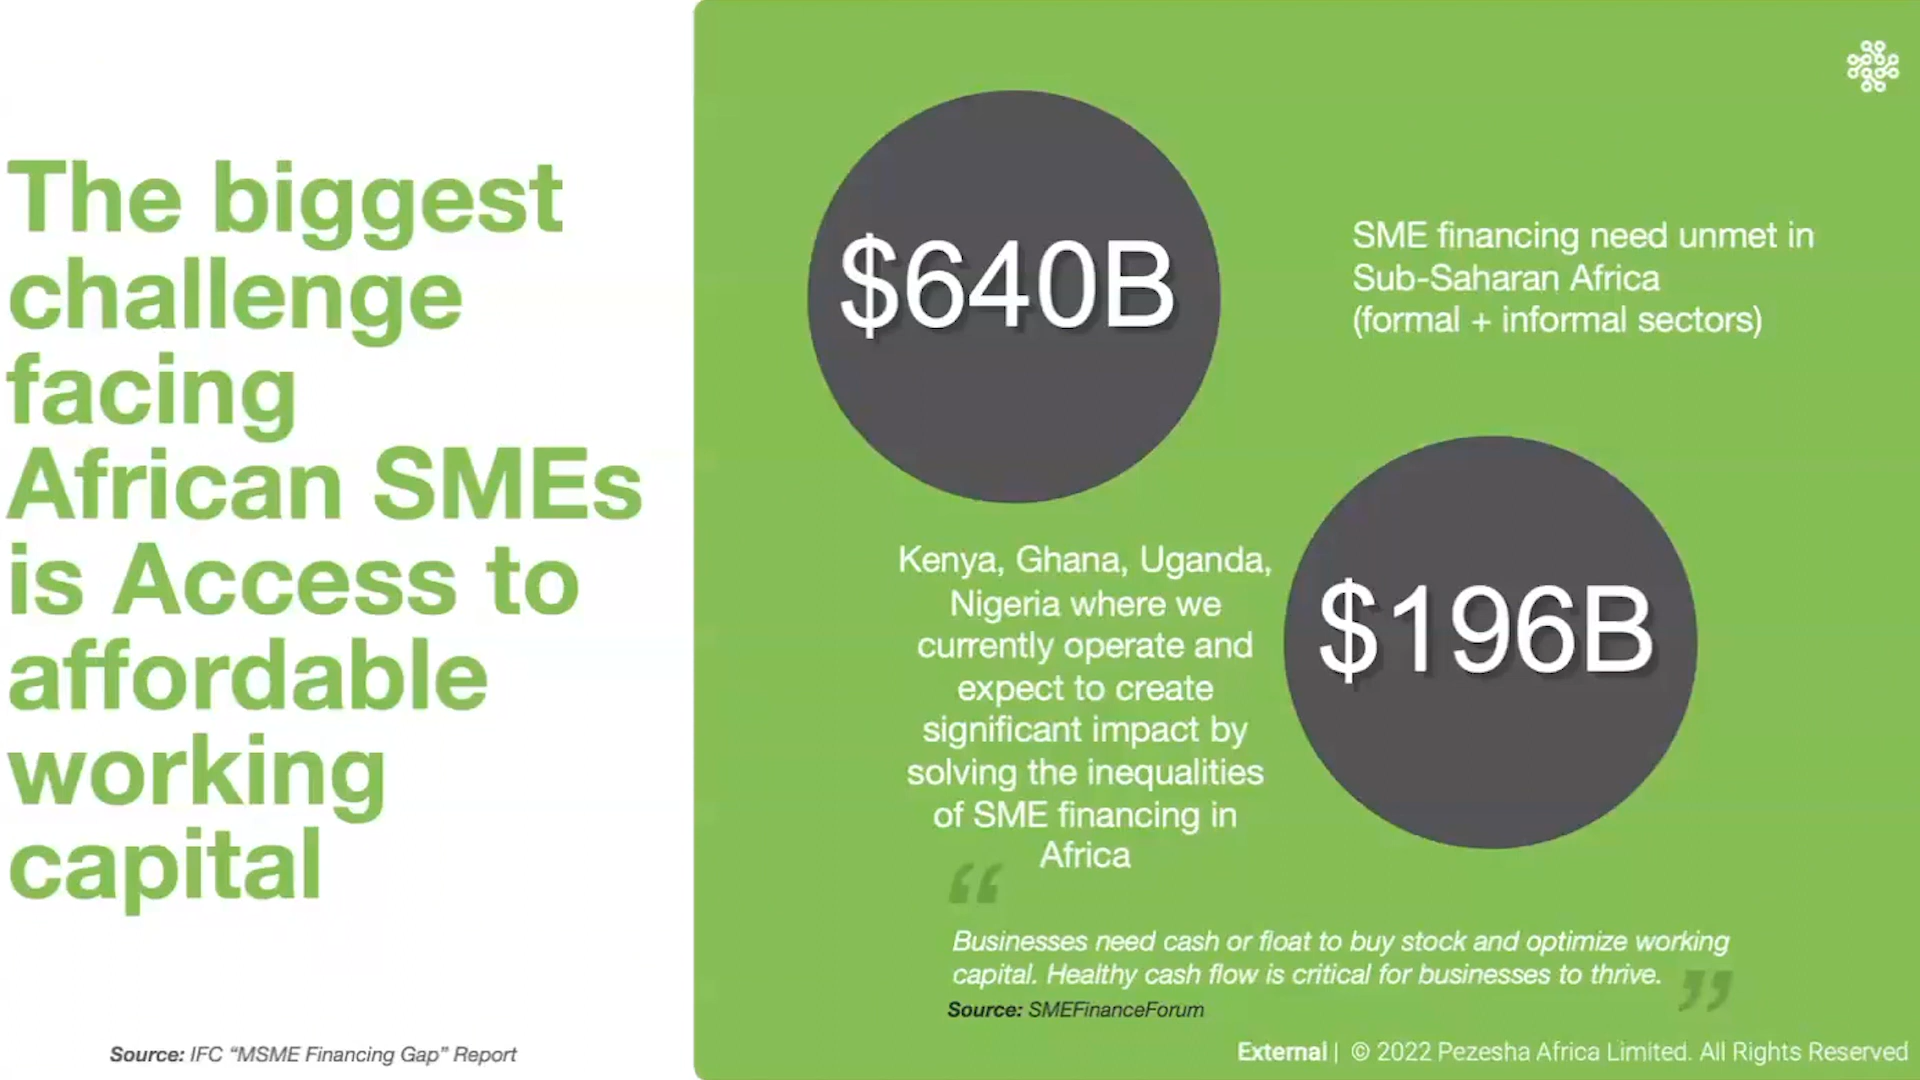 The biggest
challenge
facing
African SMEs
is Access to
affordable
working
capital
Source: IFC “MSME Financing Gap” Report
$640B
SME financing need unmet in
Sub-Saharan Africa
(formal + informal sectors)
Kenya, Ghana, Uganda,
Nigeria where we
currently operate and
expect to create
significant impact by
solving the inequalities
of SME financing in
Africa
$196B
“
Businesses need cash or float to buy stock and optimize working
capital. Healthy cash flow is critical for businesses to thrive.
”
Source: SMEFinanceForum
External | © 2022 Pezesha Africa Limited. All Rights Reserved